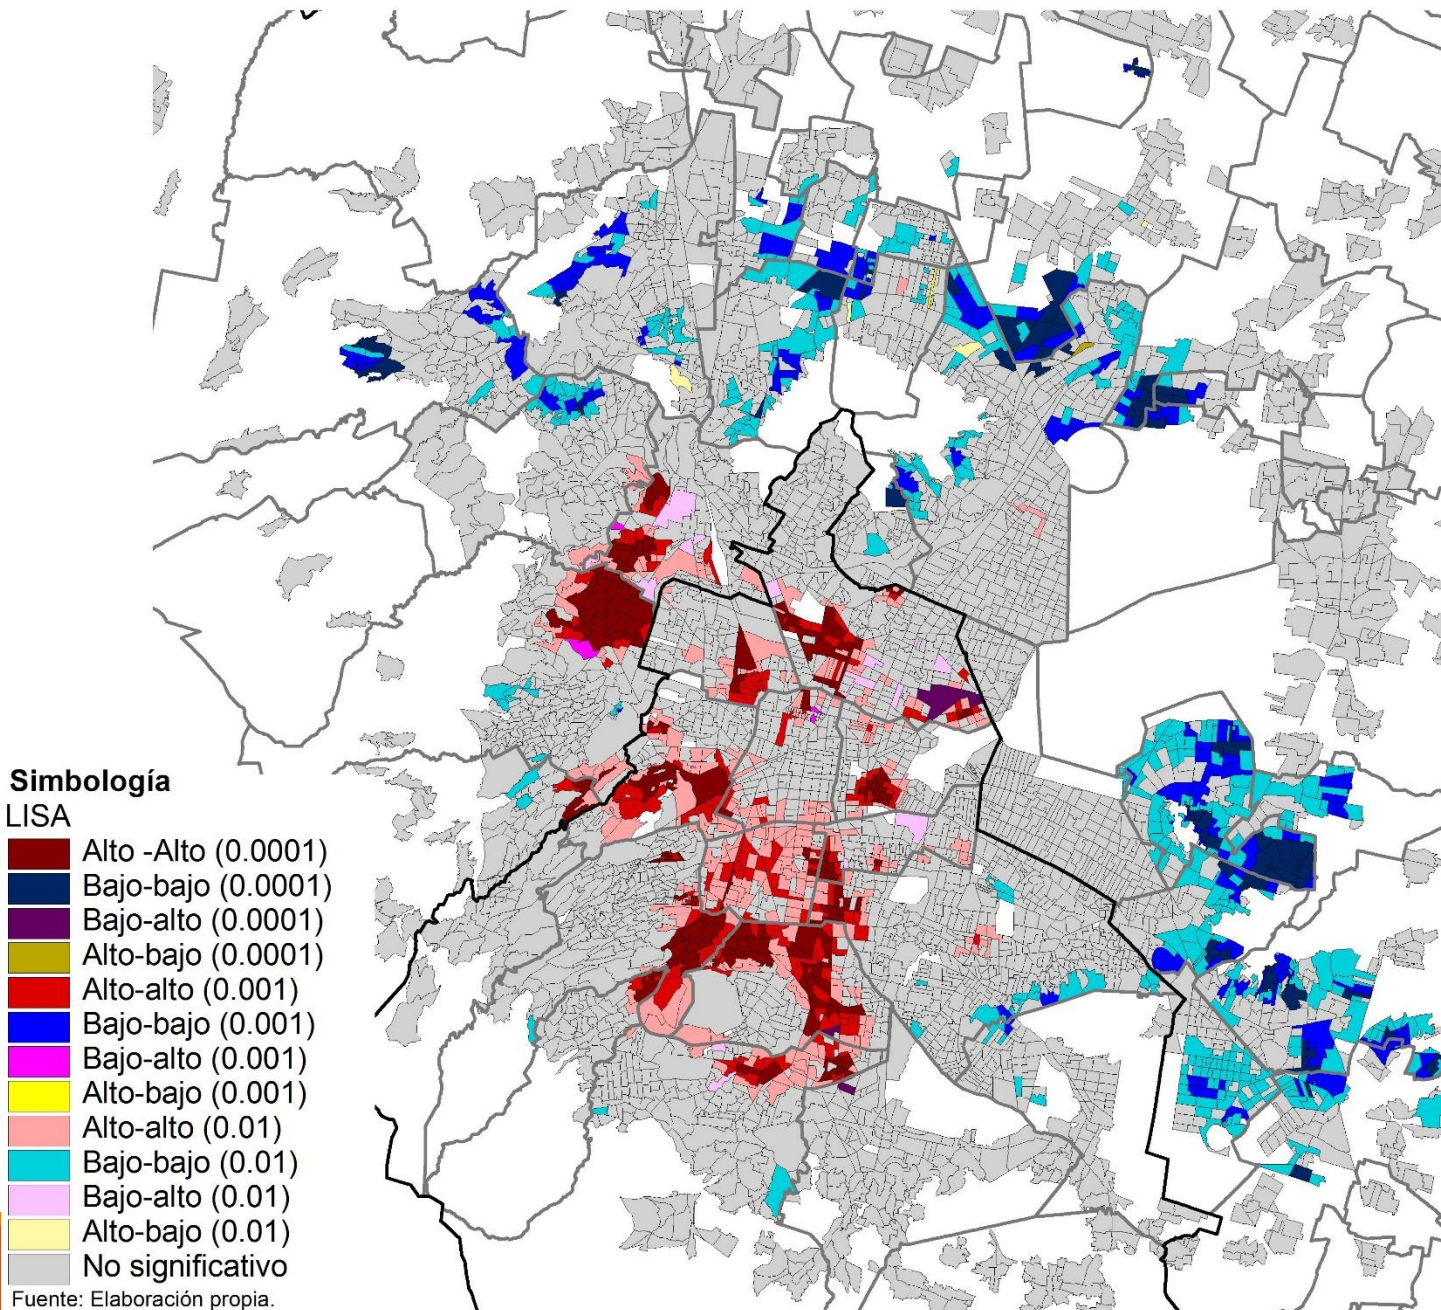 Simbología
LISA
Alto -Alto (0.0001)
Bajo-bajo (0.0001)
Bajo-alto (0.0001)
Alto-bajo (0.0001)
Alto-alto (0.001)
Bajo-bajo (0.001)
Bajo-alto (0.001)
Alto-bajo (0.001)
Alto-alto (0.01)
Bajo-bajo (0.01)
Bajo-alto (0.01)
Alto-bajo (0.01)
No significativo
Fuente: Elaboración propia.